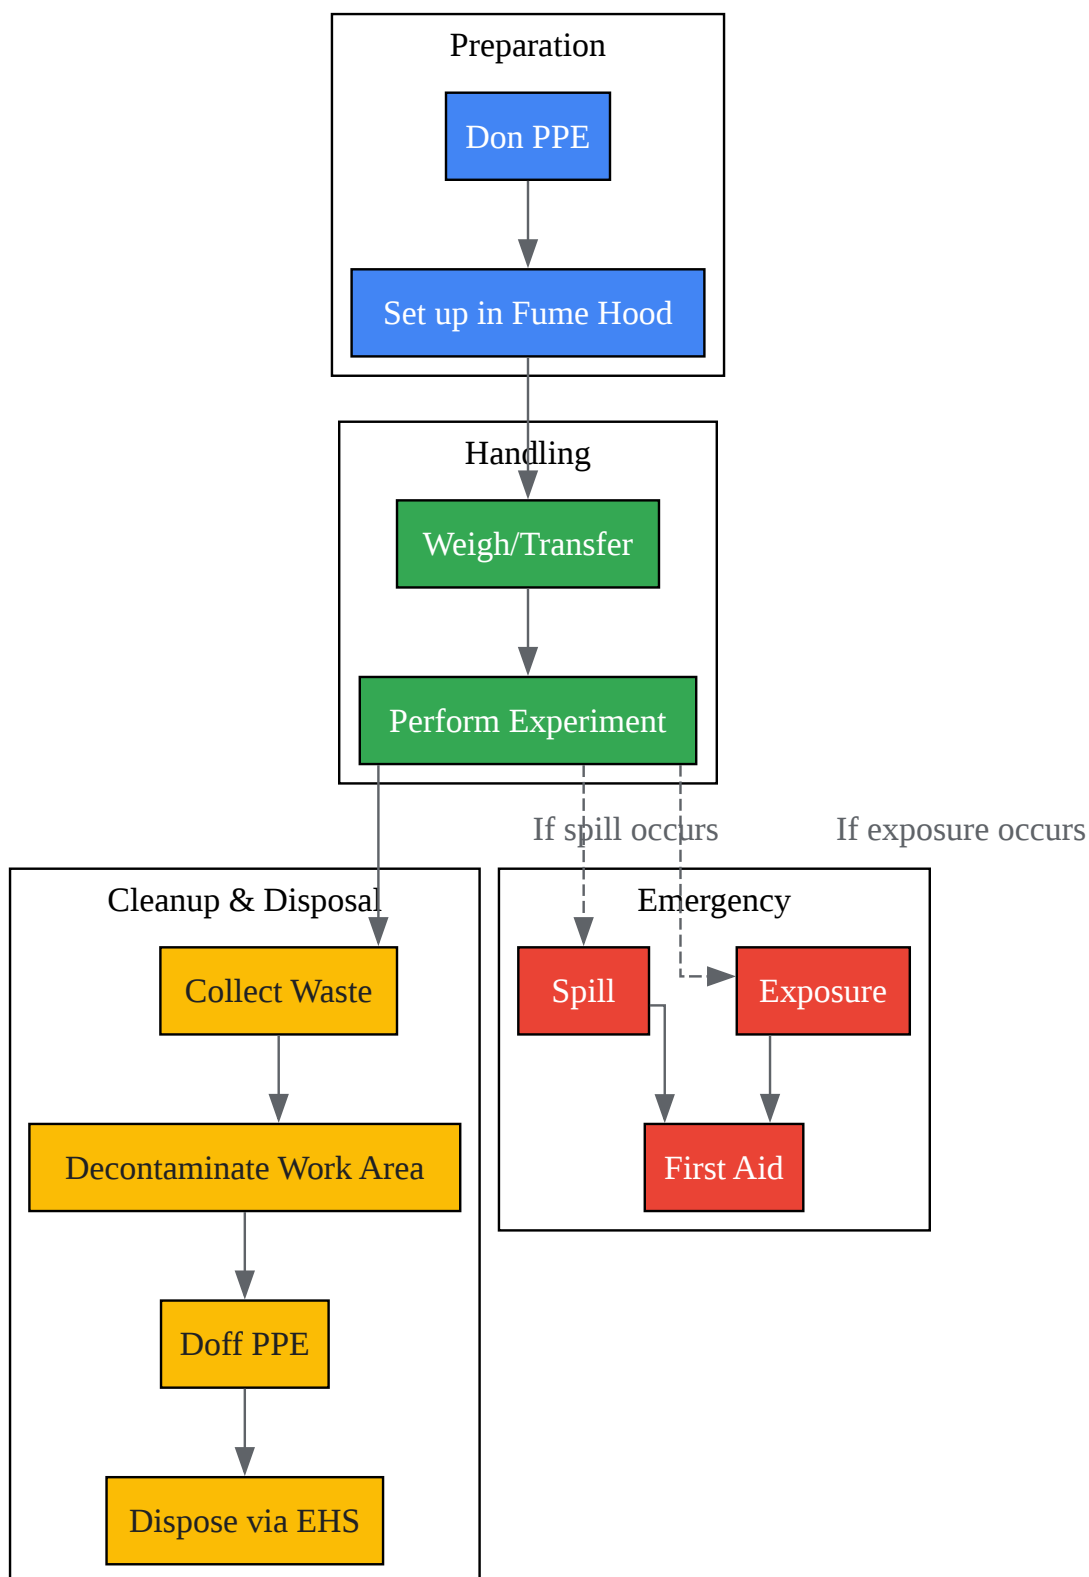 Preparation
Don PPE
Set up in Fume Hood
Handling
Weigh/Transfer
Perform Experiment
If spill occurs
If exposure occurs
Cleanup & Disposal
Collect Waste
Decontaminate Work Area
Doff PPE
Dispose via EHS
Emergency
Spill
Exposure
First Aid